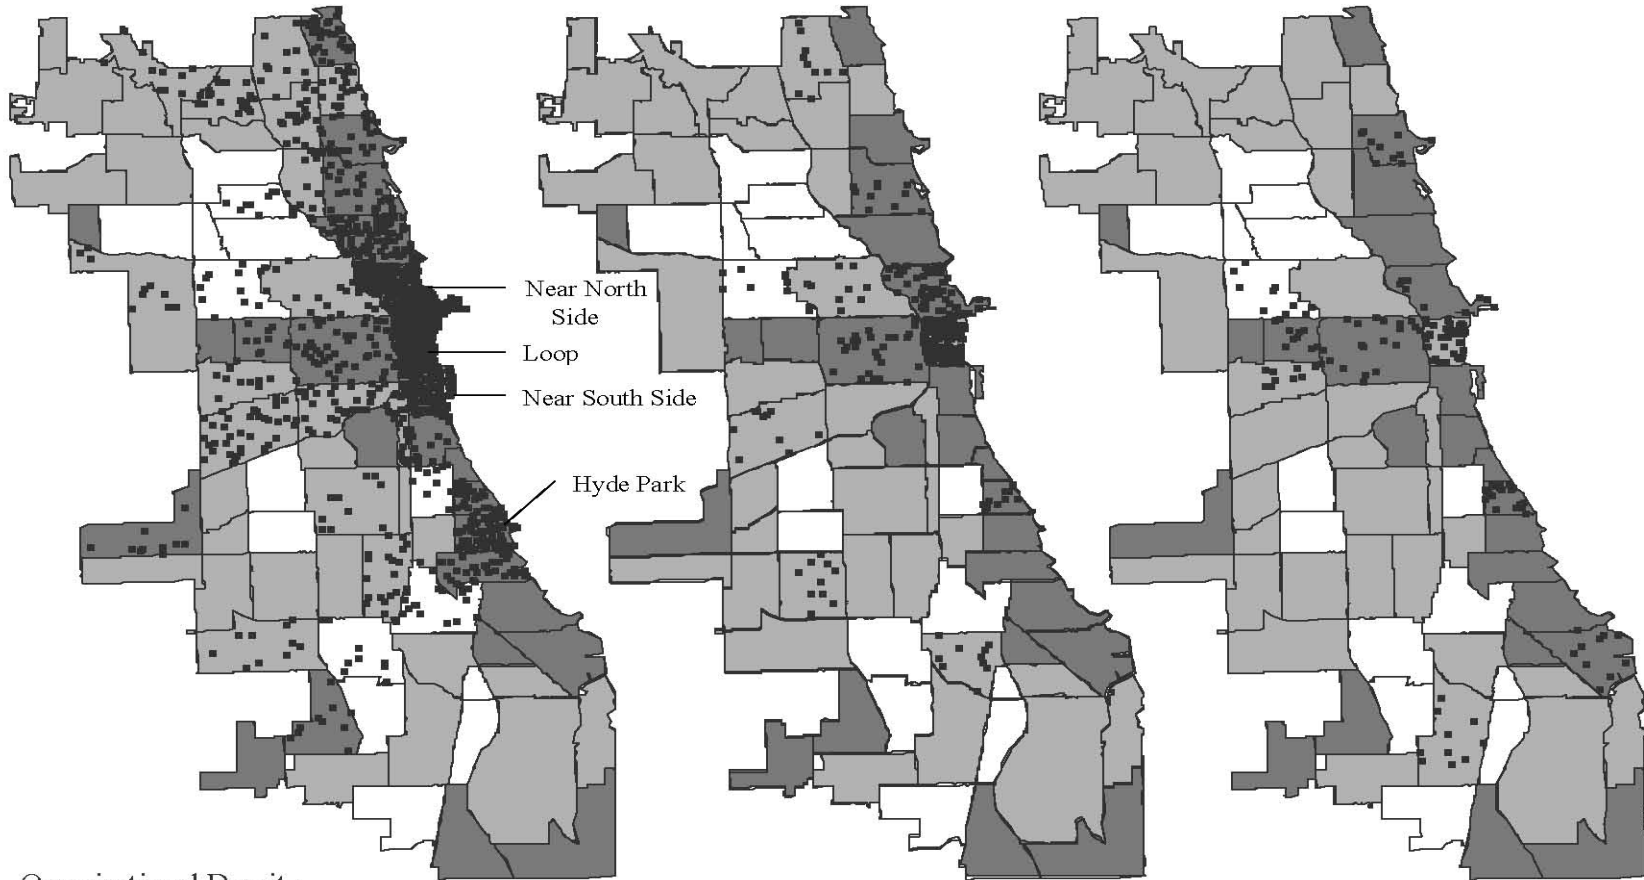 Near North
Side
Loop
Near South Side
Hyde Park